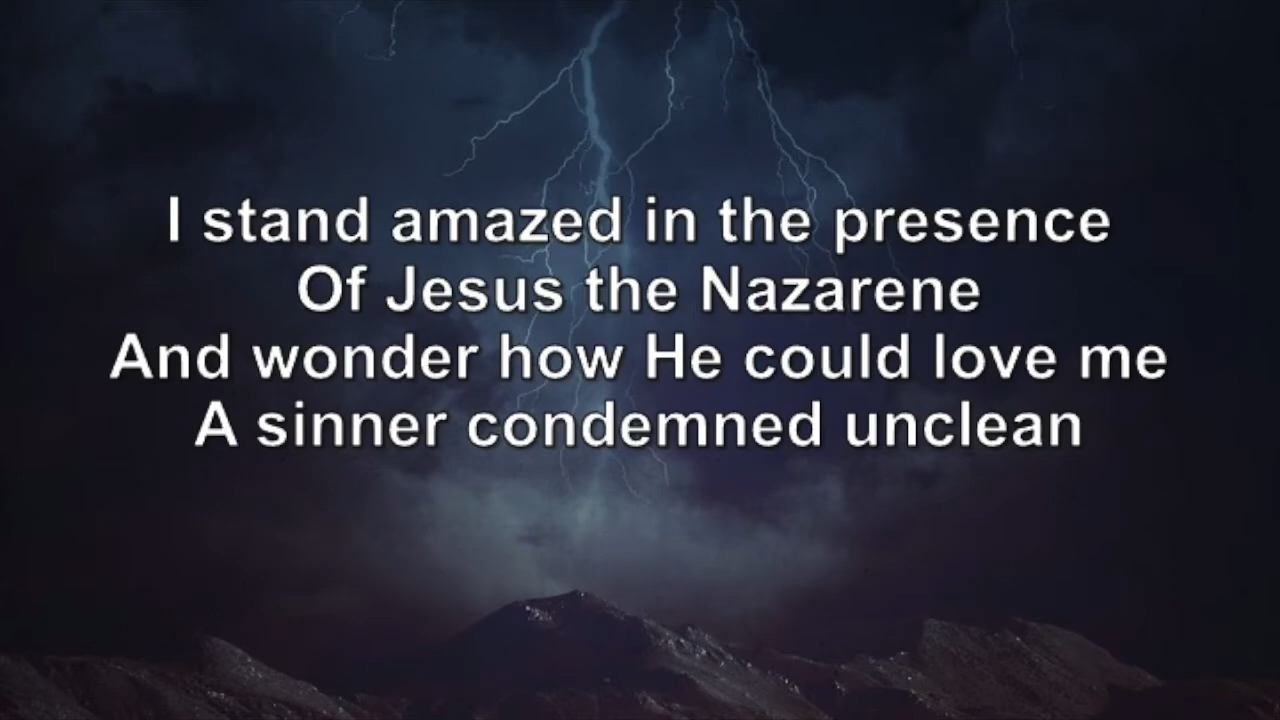 I stand amazed in the presence
Of Jesus the Nazarene
And wonder how He could love me
A sinner condemned unclean